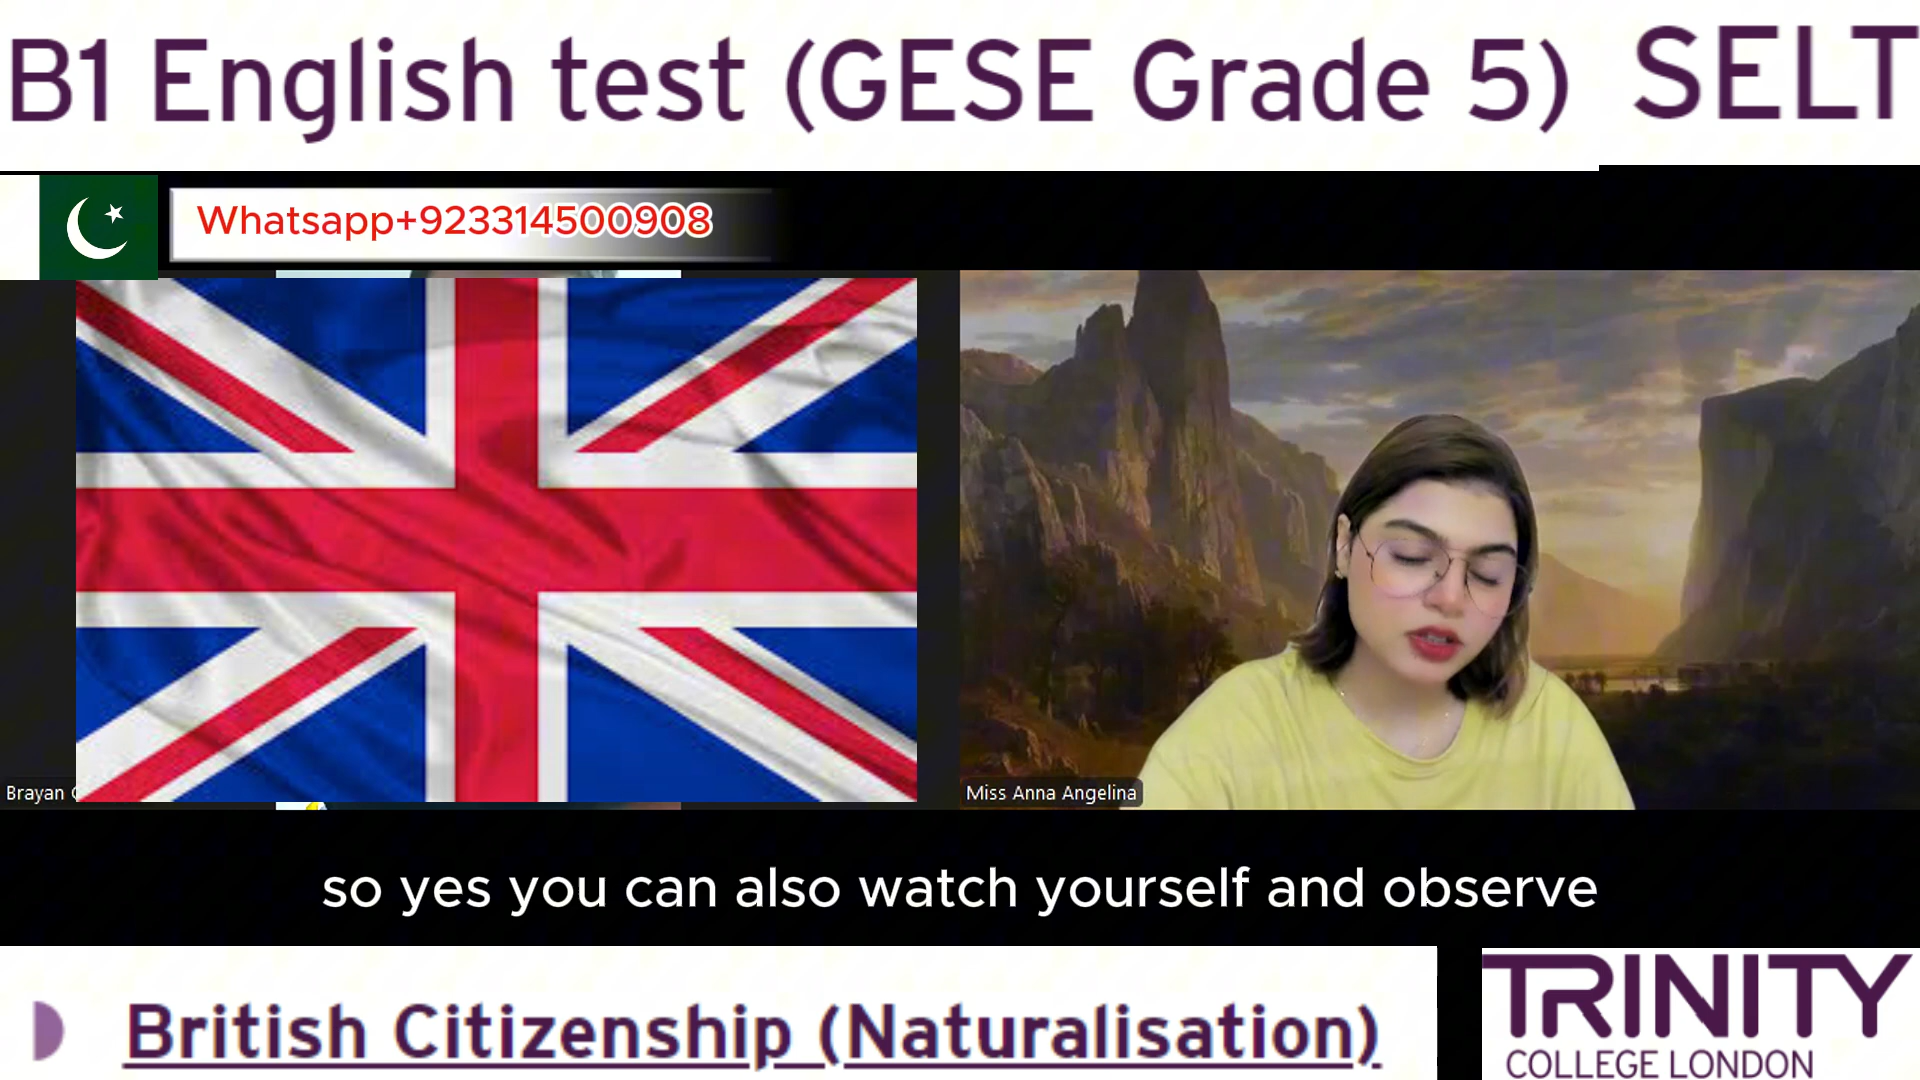 B1 English test (GESE Grade 5) SELT
Whatsapp+923314500908
Brayan
Miss Anna Angelina
so yes you can also watch yourself and observe
British Citizenship (Naturalisation)
TRINITY
COLLEGE LONDON